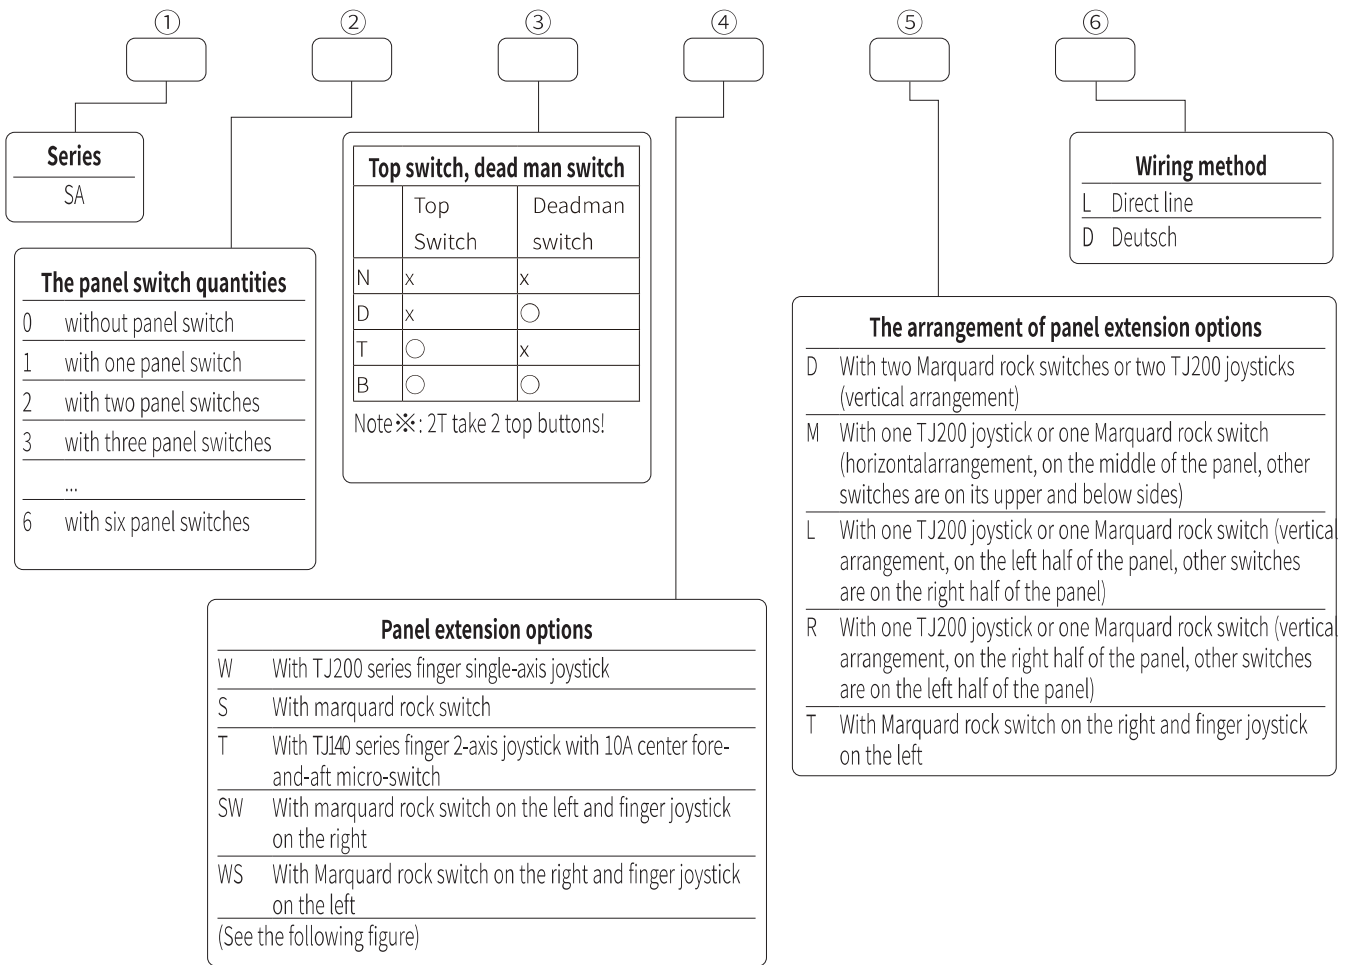 ① ② ③ ④ ⑤ ⑥
Series
SA
The panel switch quantities
0 without panel switch
1 with one panel switch
2 with two panel switches
3 with three panel switches
...
6 with six panel switches
Top switch, dead man switch
Top Deadman
Switch switch
N x x
D x ○
T ○ x
B ○ ○
Note※: 2T take 2 top buttons!
Panel extension options
W With TJ200 series finger single-axis joystick
S With marquard rock switch
T With TJ140 series finger 2-axis joystick with 10A center fore-
and-aft micro-switch
SW With marquard rock switch on the left and finger joystick
on the right
WS With Marquard rock switch on the right and finger joystick
on the left
(See the following figure)
The arrangement of panel extension options
D With two Marquard rock switches or two TJ200 joysticks
(vertical arrangement)
M With one TJ200 joystick or one Marquard rock switch
(horizontalarrangement, on the middle of the panel, other
switches are on its upper and below sides)
L With one TJ200 joystick or one Marquard rock switch (vertical
arrangement, on the left half of the panel, other switches
are on the right half of the panel)
R With one TJ200 joystick or one Marquard rock switch (vertical
arrangement, on the right half of the panel, other switches
are on the left half of the panel)
T With Marquard rock switch on the right and finger joystick
on the left
Wiring method
L Direct line
D Deutsch